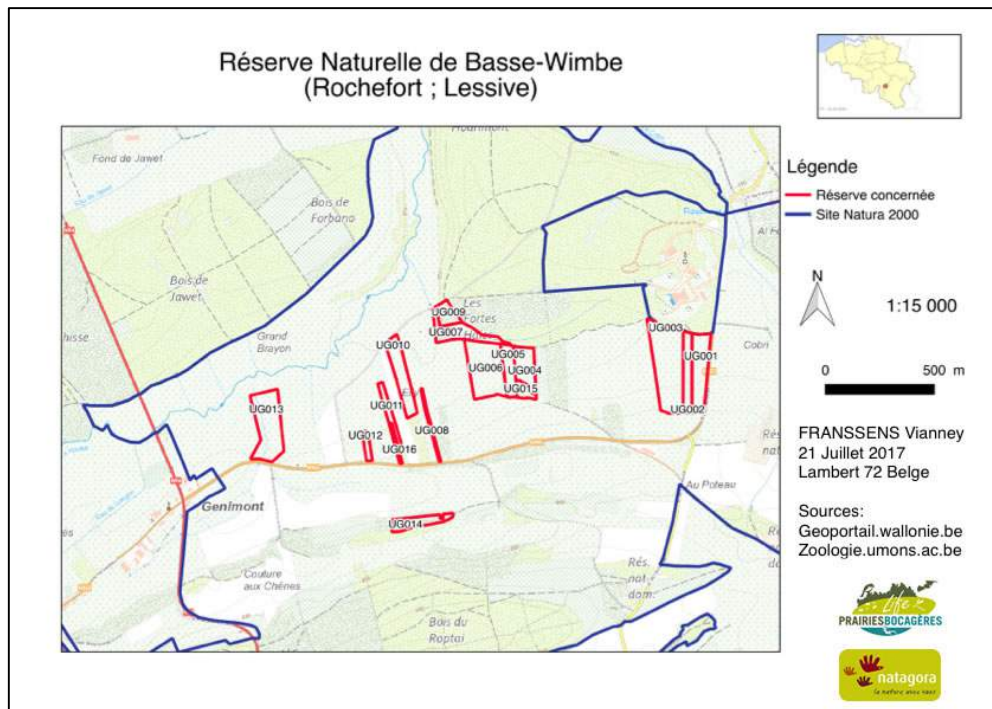 Réserve Naturelle de Basse-Wimbe
(Rochefort ; Lessive)
Légende
Réserve concernée
Site Natura 2000
N
1:15 000
0 500 m
FRANSSENS Vianney
21 Juillet 2017
Lambert 72 Belge
Sources:
Geoportail.wallonie.be
Zoologie.umons.ac.be
Life
PRAIRIESBOCAGÈRES
natagora
la nature avec vous
Fond de Jawet
Bois de
Forbano
Bois de
Jawet
Grand
Brayon
Les
Fortes
UG009
UG007
UG010
UG005
UG006
UG004
UG015
UG003
UG001
UG002
UG013
UG011
UG012
UG008
UG016
UG014
Genimont
Au Poteau
Couture
aux Chênes
Bois du
Roptai
Rés.
nat.
dom.